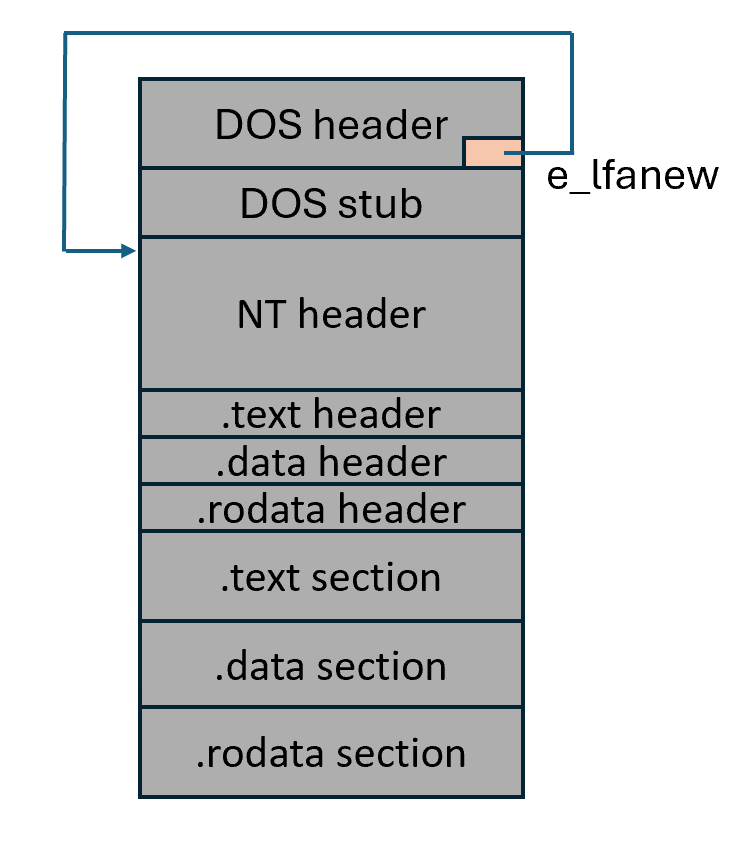 DOS header
e_lfanew
DOS stub
NT header
.text header
.data header
.rodata header
.text section
.data section
.rodata section